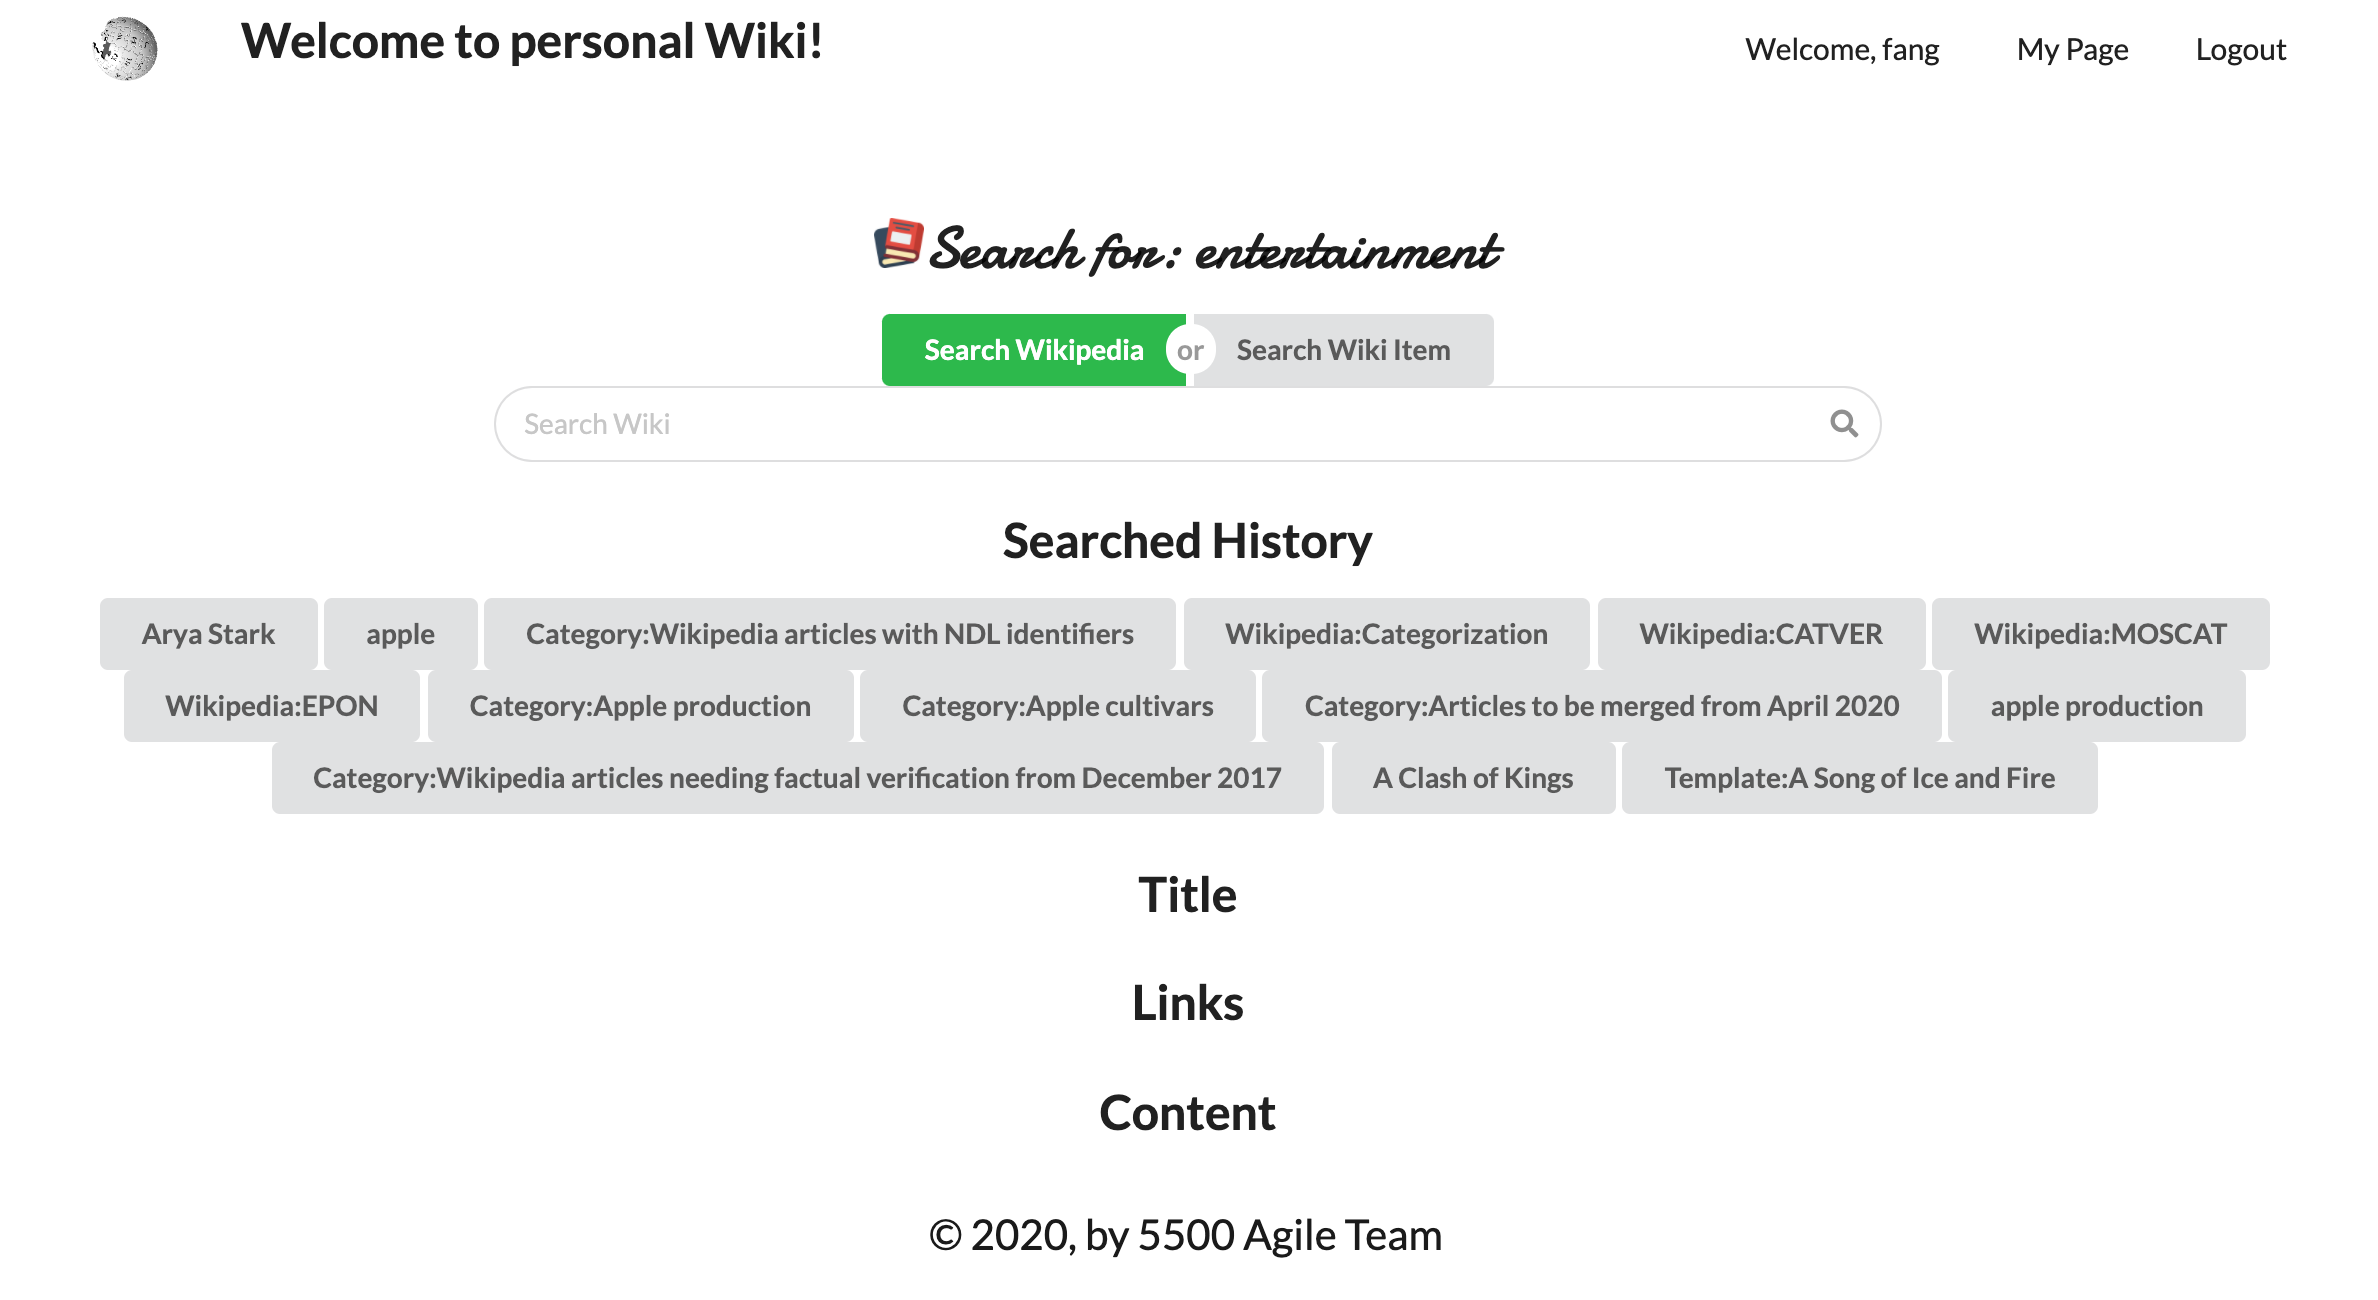 Welcome to personal Wiki!
Welcome, fang My Page Logout
Search for: entertainment
Search Wikipedia or Search Wiki Item
Search Wiki
Searched History
Arya Stark apple Category:Wikipedia articles with NDL identifiers Wikipedia:Categorization Wikipedia:CATVER Wikipedia:MOSCAT
Wikipedia:EPON Category:Apple production Category:Apple cultivars Category:Articles to be merged from April 2020 apple production
Category:Wikipedia articles needing factual verification from December 2017 A Clash of Kings Template:A Song of Ice and Fire
Title
Links
Content
© 2020, by 5500 Agile Team